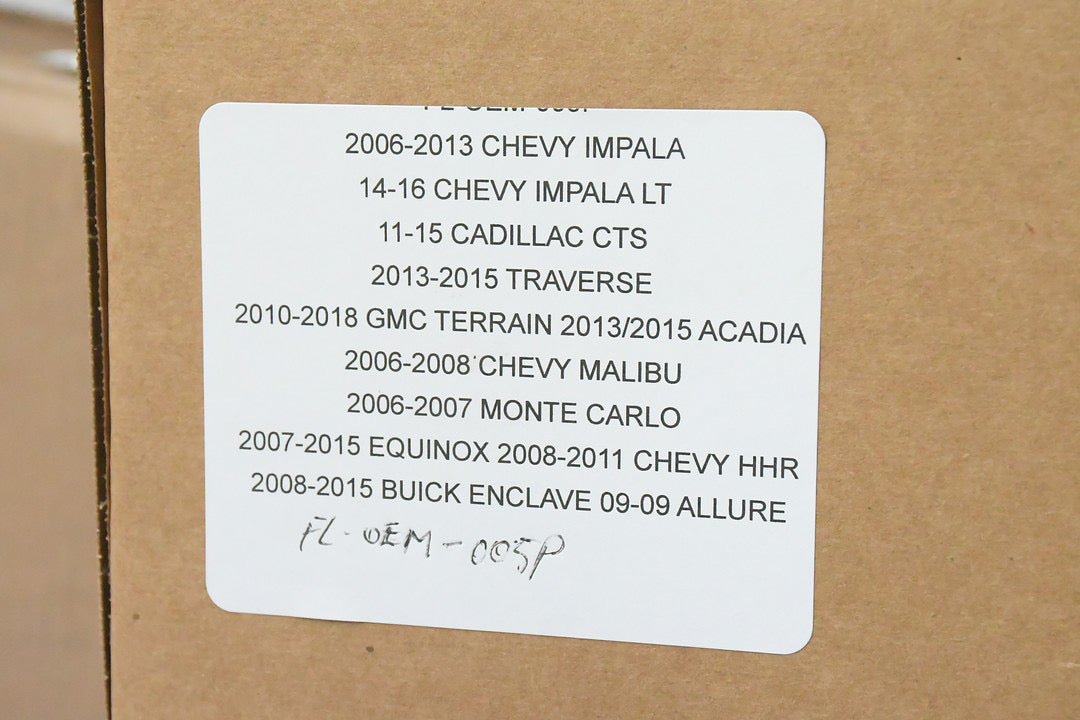 2006-2013 CHEVY IMPALA
14-16 CHEVY IMPALA LT
11-15 CADILLAC CTS
2013-2015 TRAVERSE
2010-2018 GMC TERRAIN 2013/2015 ACADIA
2006-2008 CHEVY MALIBU
2006-2007 MONTE CARLO
2007-2015 EQUINOX 2008-2011 CHEVY HHR
2008-2015 BUICK ENCLAVE 09-09 ALLURE
FL-OEM-005P